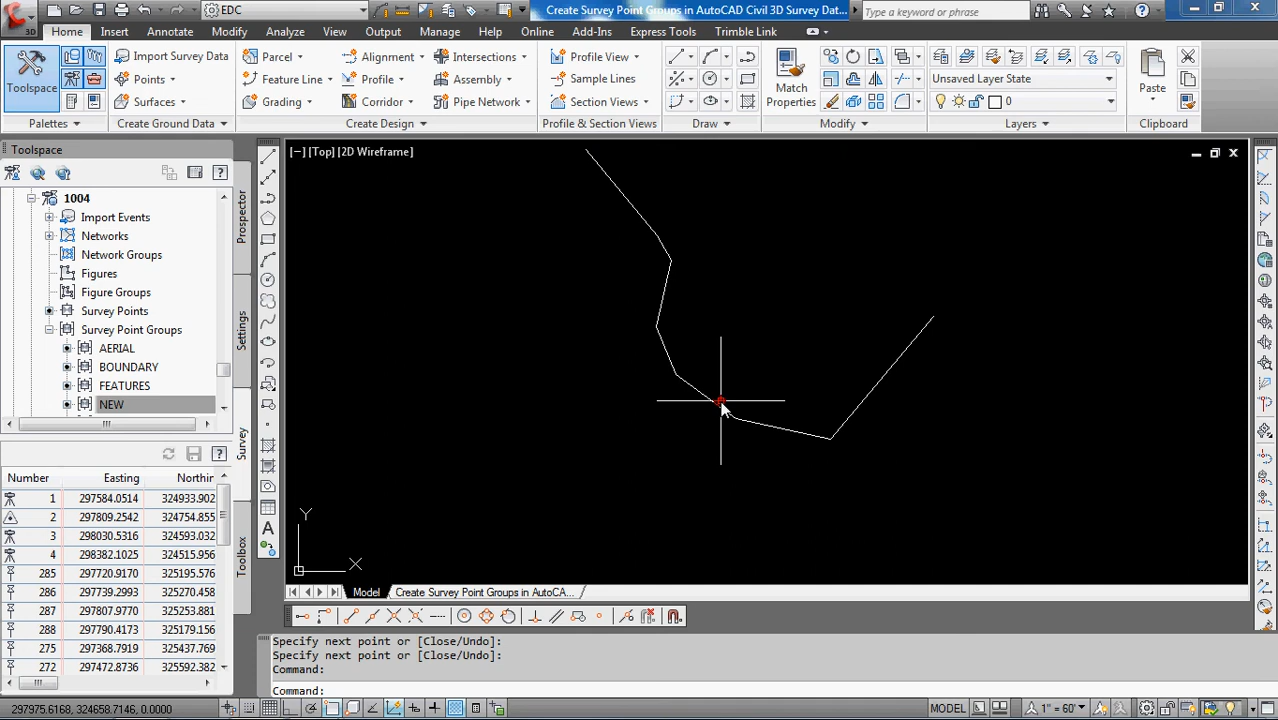 EDC
Create Survey Point Groups in AutoCAD Civil 3D Survey Dat...
Type a keyword or phrase
3D
Home Insert Annotate Modify Analyze View Output Manage Help Online Add-Ins Express Tools Trimble Link
Toolspace
Import Survey Data
Points
Surfaces
Parcel
Feature Line
Grading
Alignment
Profile
Corridor
Intersections
Assembly
Pipe Network
Profile View
Sample Lines
Section Views
Match
Properties
Unsaved Layer State
0
Paste
Palettes
Create Ground Data
Create Design
Profile & Section Views
Draw
Modify
Layers
Clipboard
Toolspace
[−] [Top] [2D Wireframe]
1004
Import Events
Networks
Network Groups
Figures
Figure Groups
Survey Points
Survey Point Groups
AERIAL
BOUNDARY
FEATURES
NEW
Prospector
Settings
Survey
Toolbox
Number Easting Northir
1 297584.0514 324933.902
2 297809.2542 324754.855
3 298030.5316 324593.032
4 298382.1025 324515.956
285 297720.9170 325195.576
286 297739.2993 325270.458
287 297807.9770 325253.881
288 297790.4173 325179.156
275 297368.7919 325437.769
272 297472.8736 325592.382
Y
X
Model Create Survey Point Groups in AutoCA...
Specify next point or [Close/Undo]:
Specify next point or [Close/Undo]:
Command:
Command:
297975.6168, 324658.7146, 0.0000
MODEL
1" = 60'